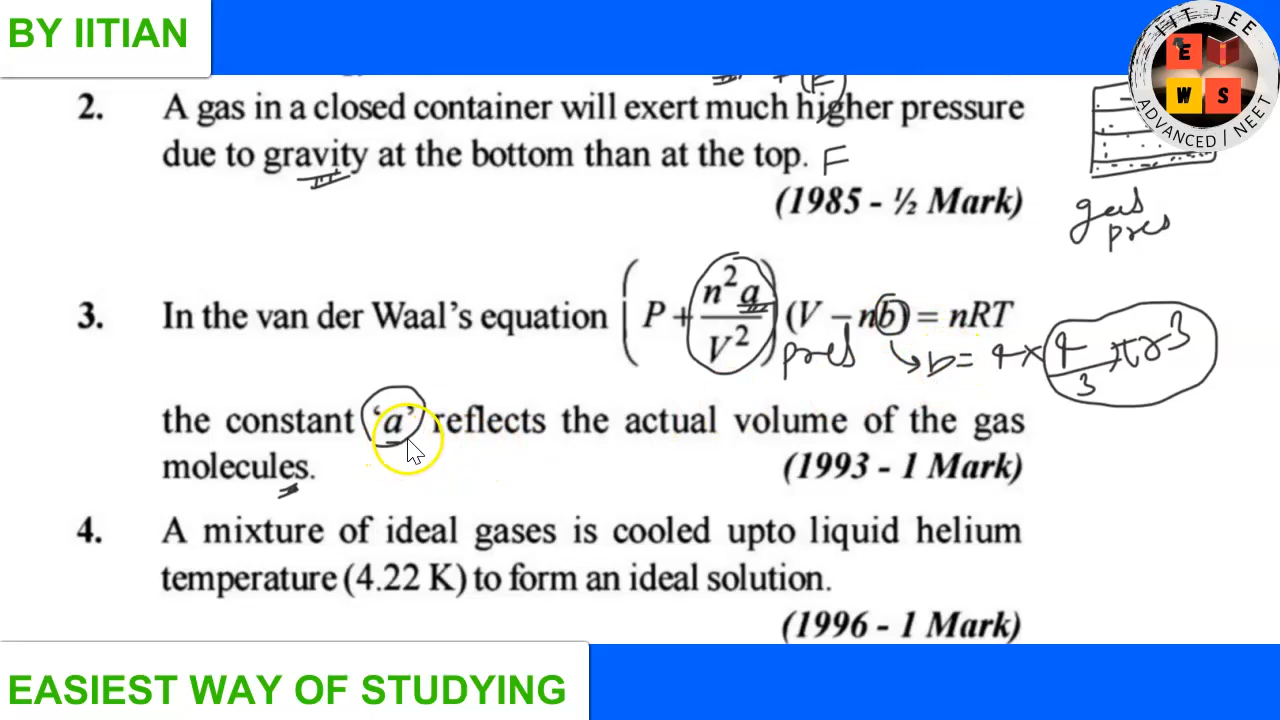 BY IITIAN
IIT JEE
E
W S
ADVANCED | NEET
(F)
2. A gas in a closed container will exert much higher pressure
due to gravity at the bottom than at the top. F
(1985 - ½ Mark)
gas
pres
3. In the van der Waal's equation (P + n²a/V²)(V – nb) = nRT
pres
b = 4 × 4/3 πr³
the constant 'a' reflects the actual volume of the gas
molecules.
(1993 - 1 Mark)
4. A mixture of ideal gases is cooled upto liquid helium
temperature (4.22 K) to form an ideal solution.
(1996 - 1 Mark)
EASIEST WAY OF STUDYING